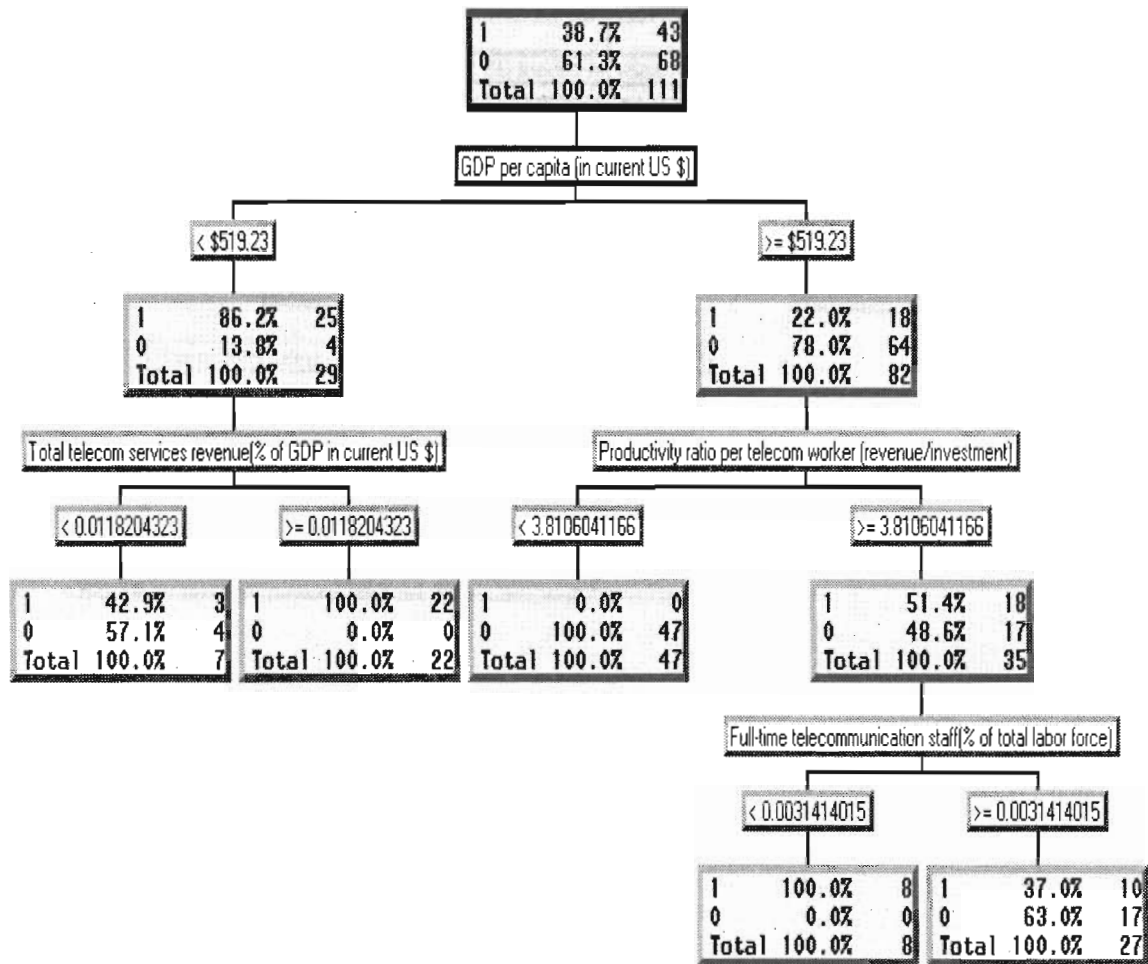 1 38.7% 43
0 61.3% 68
Total 100.0% 111
GDP per capita (in current US $)
< $519.23
>= $519.23
1 86.2% 25
0 13.8% 4
Total 100.0% 29
1 22.0% 18
0 78.0% 64
Total 100.0% 82
Total telecom services revenue(% of GDP in current US $)
Productivity ratio per telecom worker (revenue/investment)
< 0.0118204323
>= 0.0118204323
< 3.8106041166
>= 3.8106041166
1 42.9% 3
0 57.1% 4
Total 100.0% 7
1 100.0% 22
0 0.0% 0
Total 100.0% 22
1 0.0% 0
0 100.0% 47
Total 100.0% 47
1 51.4% 18
0 48.6% 17
Total 100.0% 35
Full-time telecommunication staff(% of total labor force)
< 0.0031414015
>= 0.0031414015
1 100.0% 8
0 0.0% 0
Total 100.0% 8
1 37.0% 10
0 63.0% 17
Total 100.0% 27